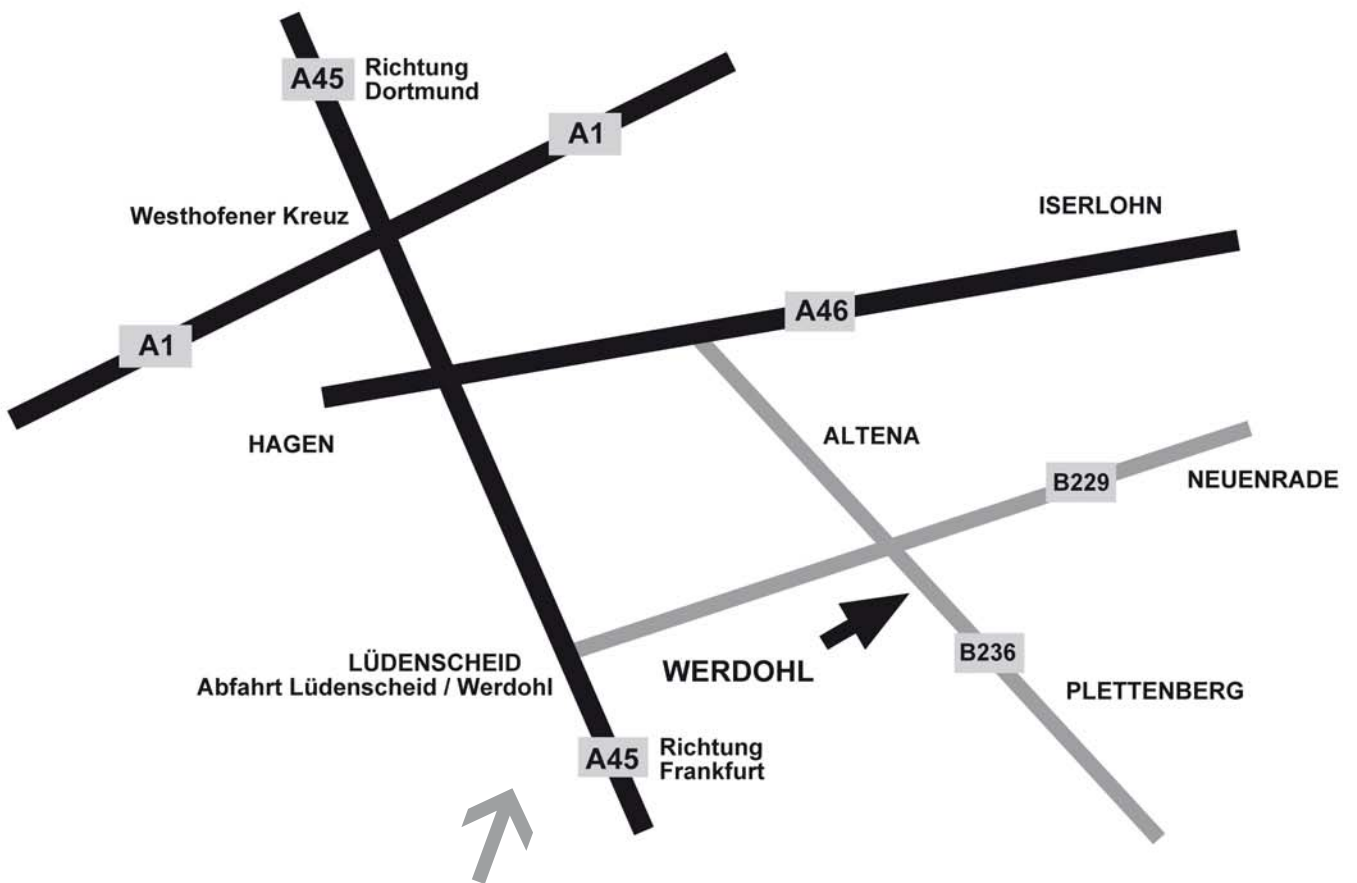 A45
Richtung
Dortmund
A1
Westhofener Kreuz
ISERLOHN
A46
A1
HAGEN
ALTENA
B229
NEUENRADE
LÜDENSCHEID
Abfahrt Lüdenscheid / Werdohl
WERDOHL
B236
PLETTENBERG
A45
Richtung
Frankfurt